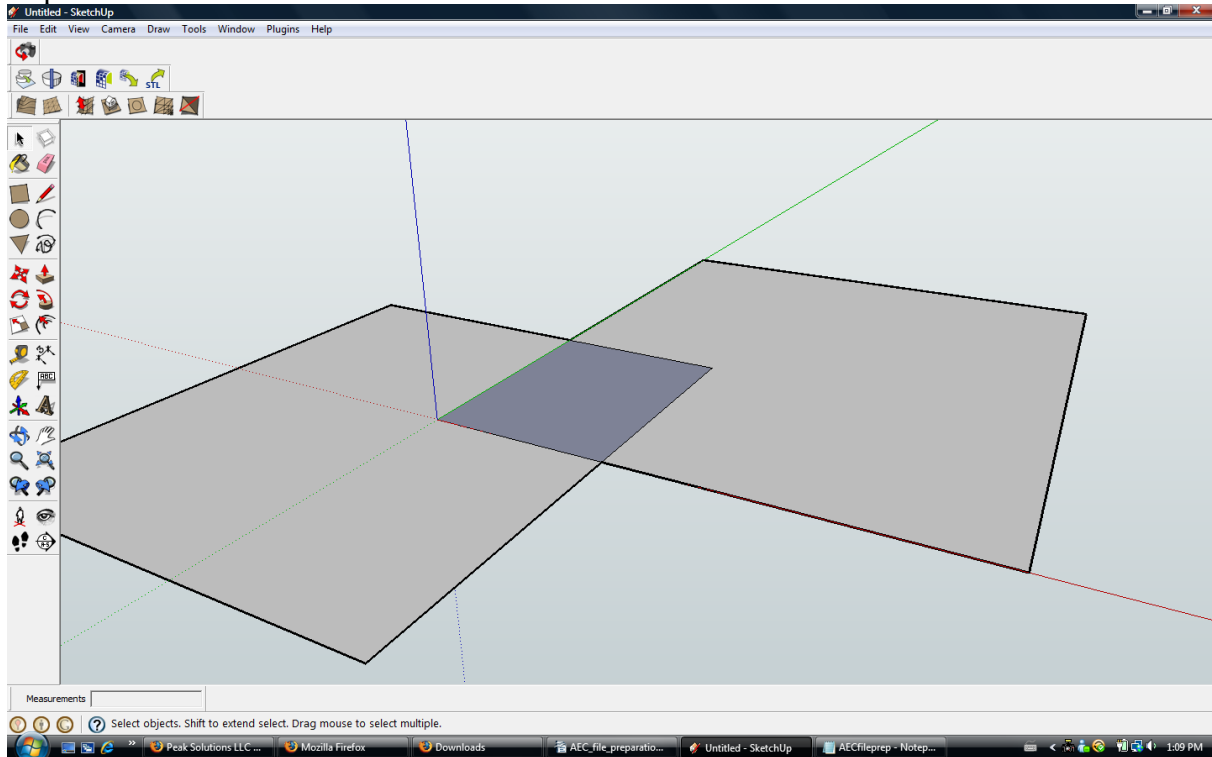 Untitled - SketchUp
File Edit View Camera Draw Tools Window Plugins Help
STL
ABC
Measurements
Select objects. Shift to extend select. Drag mouse to select multiple.
Peak Solutions LLC ... Mozilla Firefox Downloads AEC_file_preparatio... Untitled - SketchUp AECfileprep - Notep... 1:09 PM